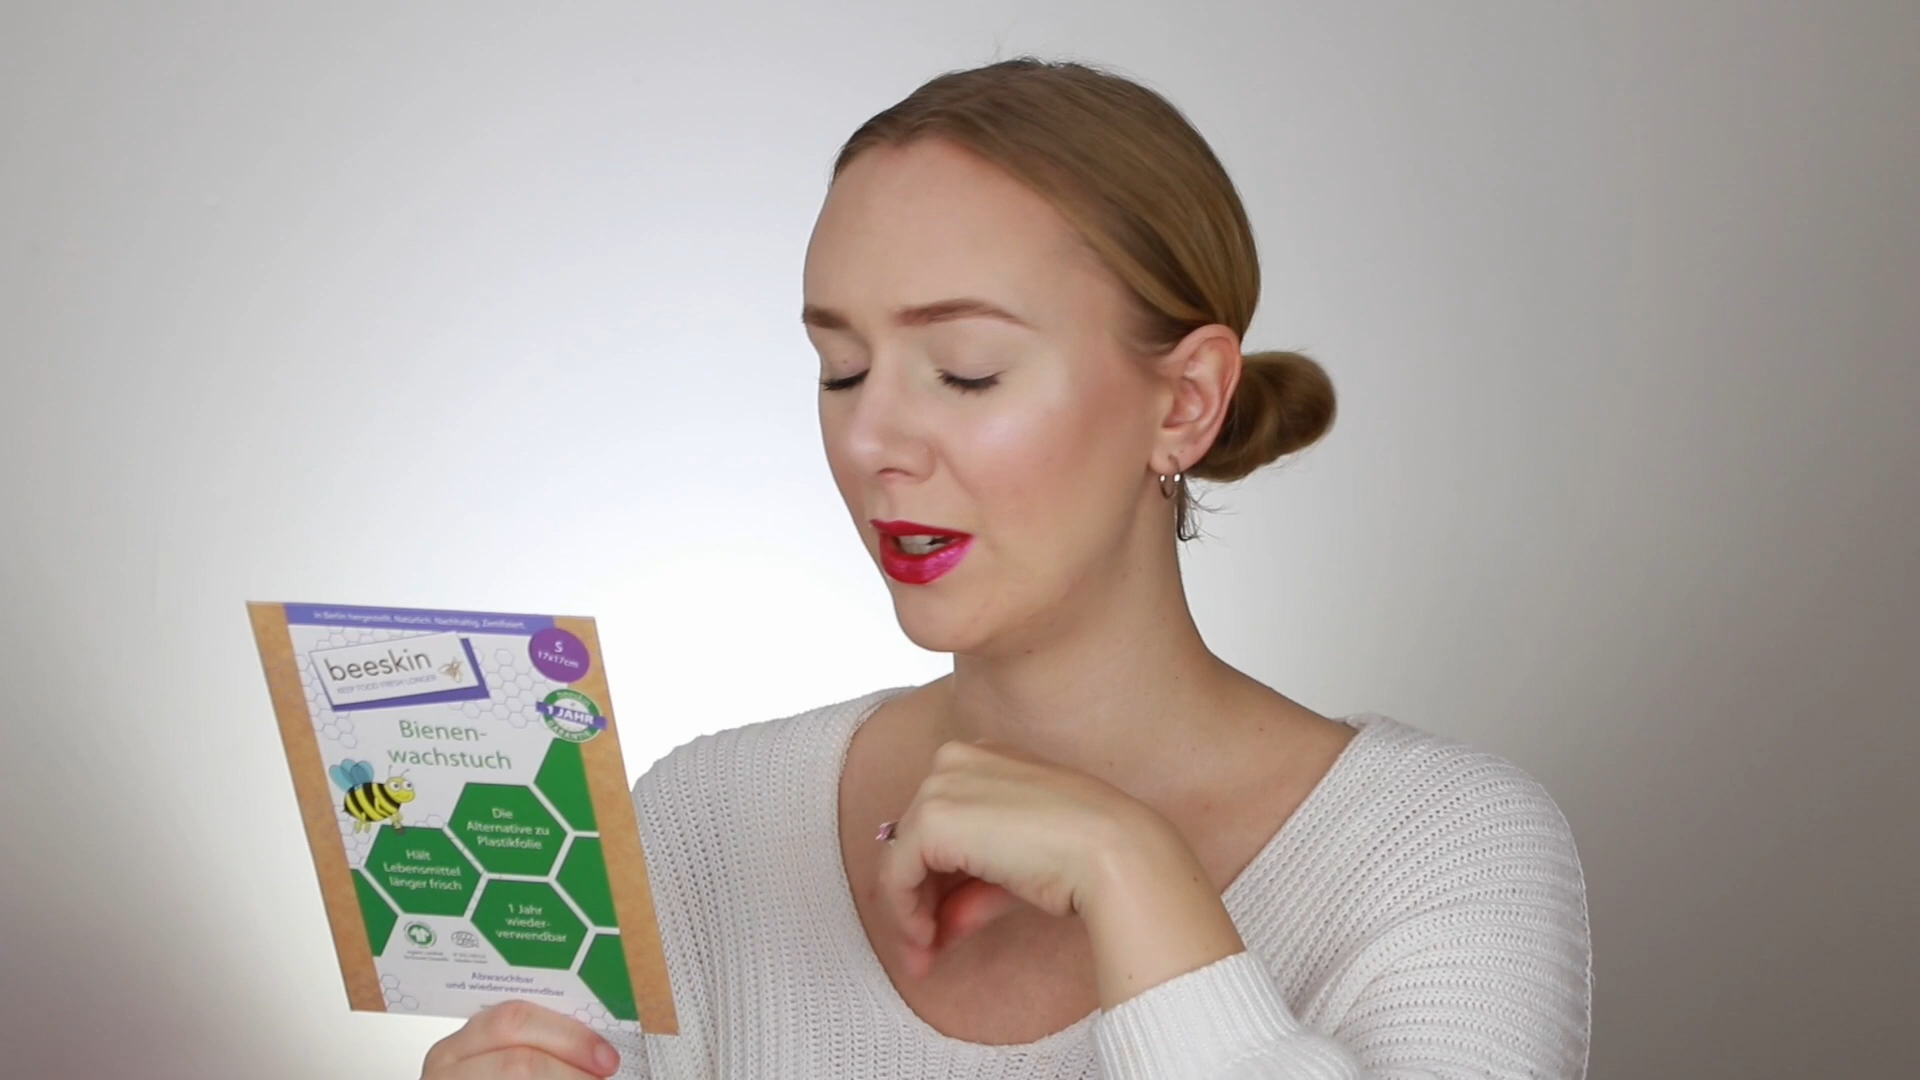 in Berlin hergestellt. Natürlich. Nachhaltig. Zertifiziert.
S
17x17cm
beeskin
KEEP FOOD FRESH LONGER
1 JAHR
GARANTIE
Bienen-
wachstuch
Die
Alternative zu
Plastikfolie
Hält
Lebensmittel
länger frisch
1 Jahr
wieder-
verwendbar
Abwaschbar
und wiederverwendbar